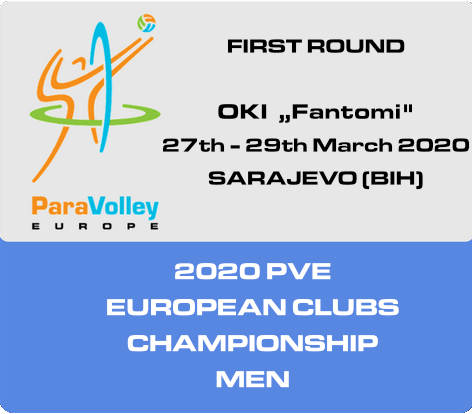 FIRST ROUND
OKI „Fantomi"
27th - 29th March 2020
SARAJEVO (BIH)
ParaVolley
EUROPE
2020 PVE
EUROPEAN CLUBS
CHAMPIONSHIP
MEN